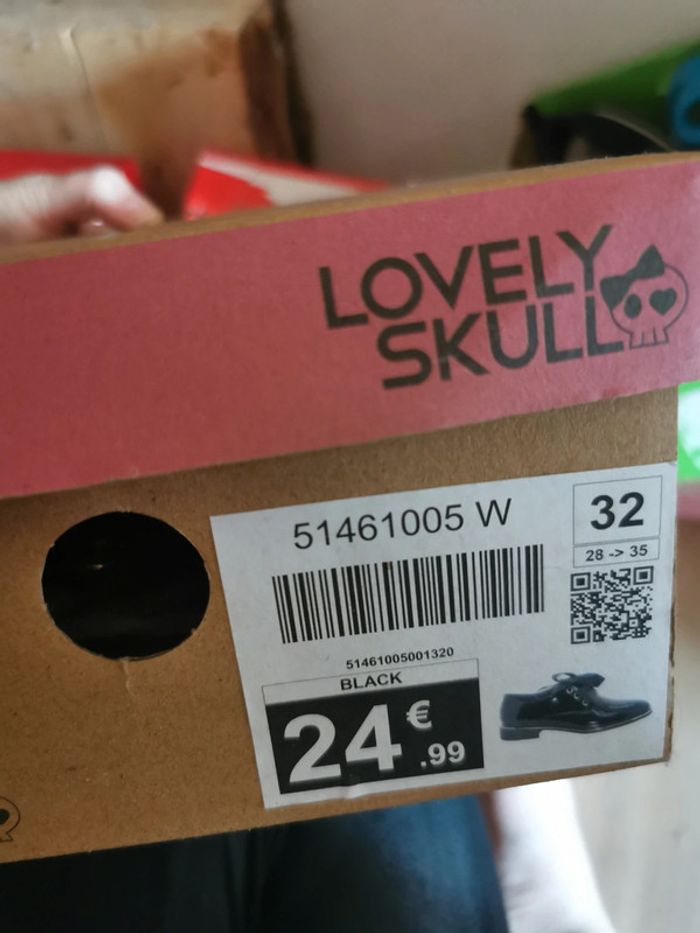 LOVELY
SKULL
51461005 W
32
28 -> 35
51461005001320
BLACK
24 € .99